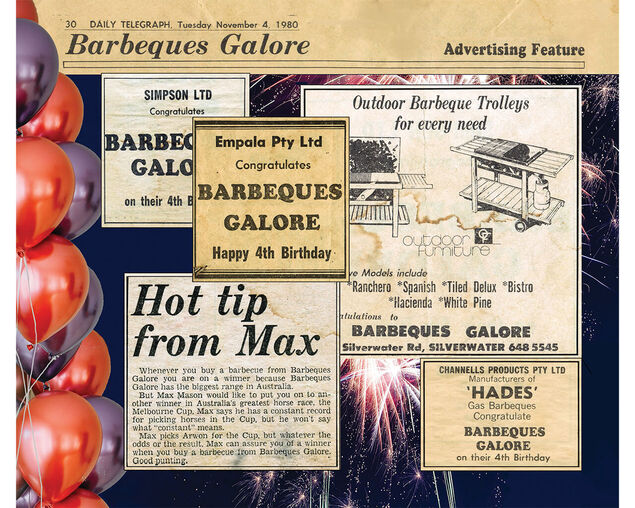 30 DAILY TELEGRAPH, Tuesday November 4, 1980
Barbeques Galore
Advertising Feature
SIMPSON LTD
Congratulates
BARBEC
GALO
on their 4th B
Empala Pty Ltd
Congratulates
BARBEQUES
GALORE
Happy 4th Birthday
Outdoor Barbeque Trolleys
for every need
outdoor
furniture
ve Models include
*Ranchero *Spanish *Tiled Delux *Bistro
*Hacienda *White Pine
tulations to
BARBEQUES GALORE
Silverwater Rd, SILVERWATER 648 5545
Hot tip
from Max
Whenever you buy a barbecue from Barbeques
Galore you are on a winner because Barbeques
Galore has the biggest range in Australia.
But Max Mason would like to put you on to an-
other winner in Australia's greatest horse race, the
Melbourne Cup. Max says he has a constant record
for picking horses in the Cup, but he won't say
what "constant" means.
Max picks Arwon for the Cup, but whatever the
odds or the result, Max can assure you of a winner
when you buy a barbecue from Barbeques Galore.
Good punting.
CHANNELLS PRODUCTS PTY LTD
Manufacturers of
'HADES'
Gas Barbeques
Congratulate
BARBEQUES
GALORE
on their 4th Birthday